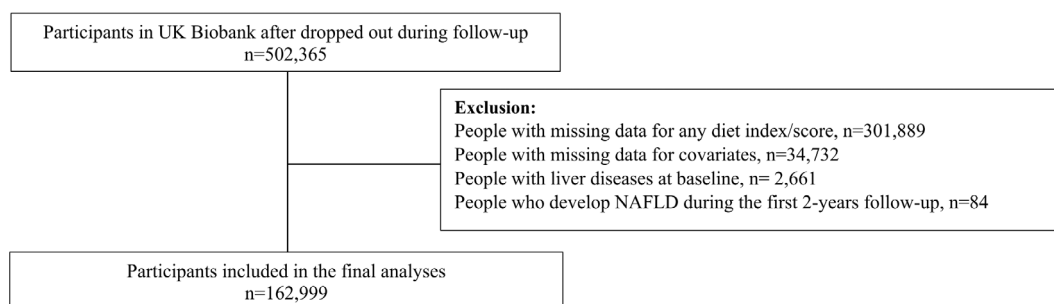 Participants in UK Biobank after dropped out during follow-up
n=502,365
Exclusion:
People with missing data for any diet index/score, n=301,889
People with missing data for covariates, n=34,732
People with liver diseases at baseline, n= 2,661
People who develop NAFLD during the first 2-years follow-up, n=84
Participants included in the final analyses
n=162,999